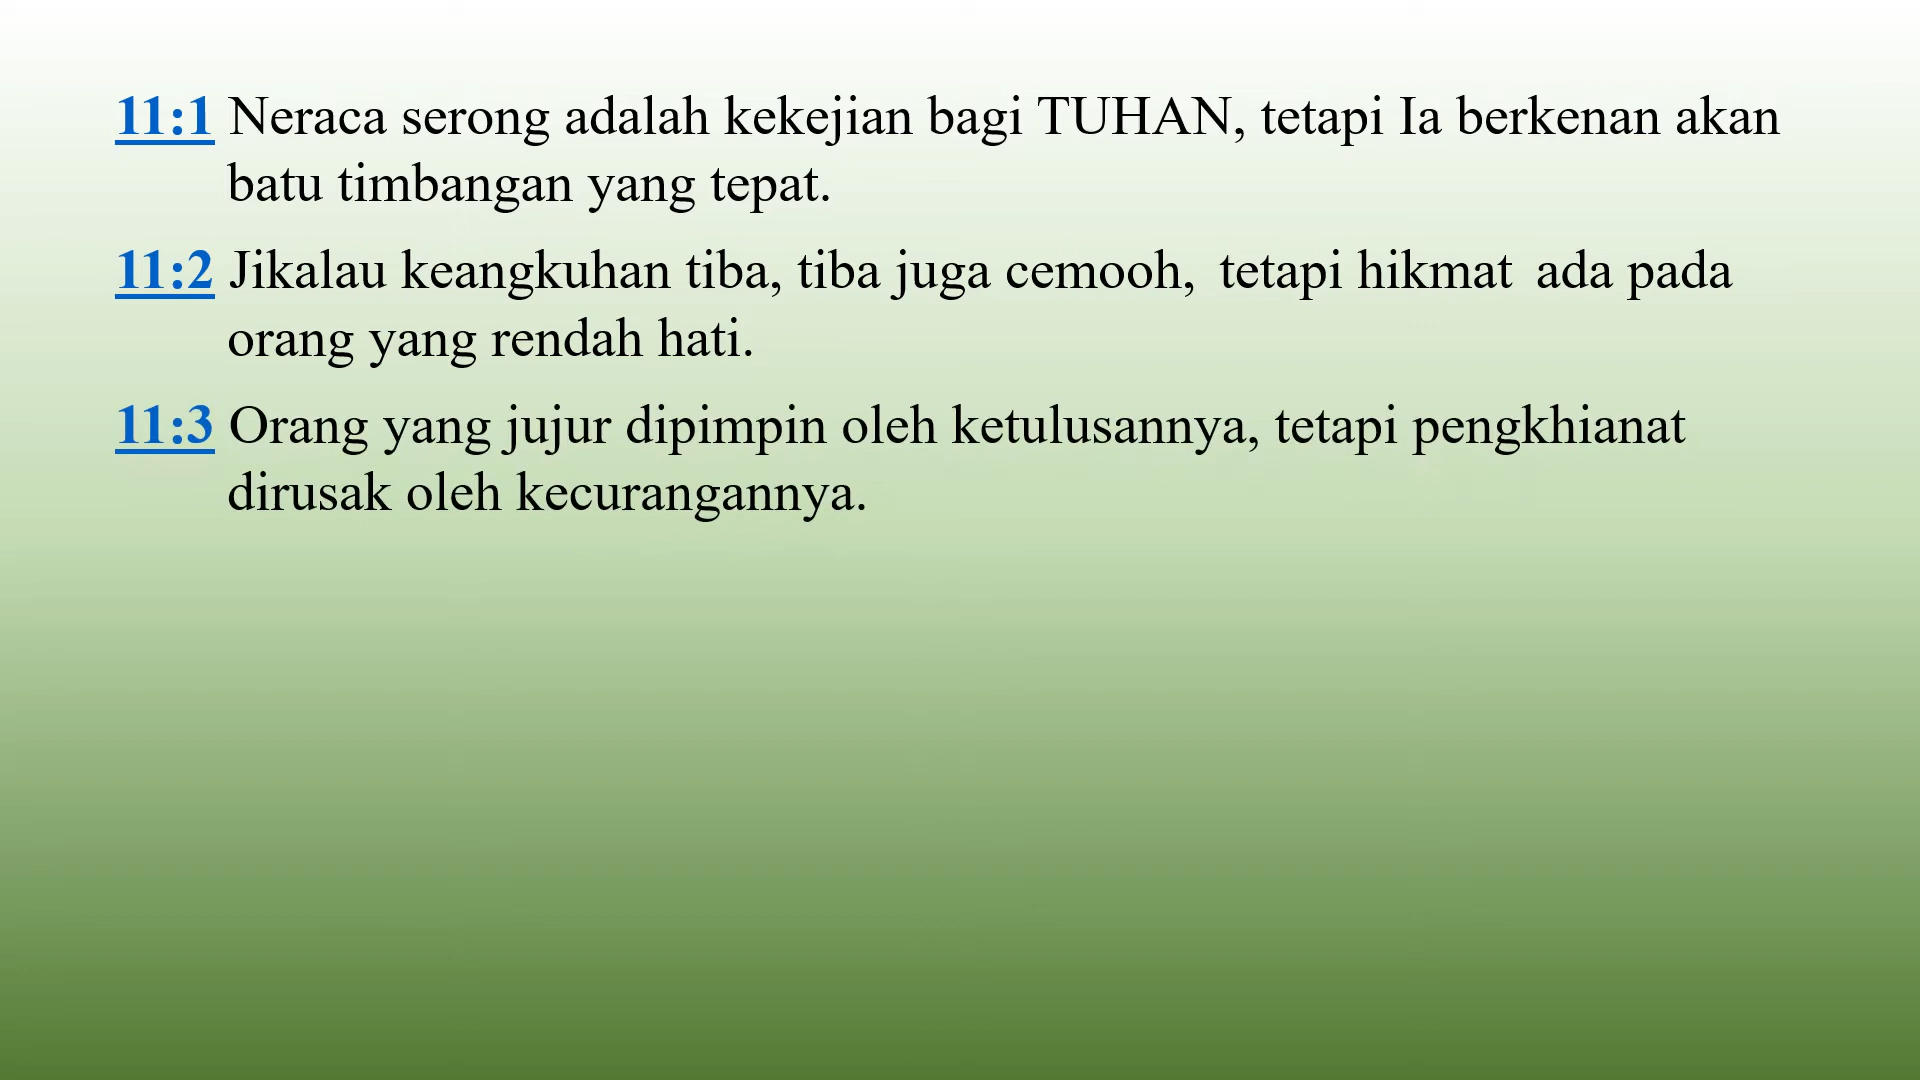 11:1 Neraca serong adalah kekejian bagi TUHAN, tetapi Ia berkenan akan
batu timbangan yang tepat.
11:2 Jikalau keangkuhan tiba, tiba juga cemooh, tetapi hikmat ada pada
orang yang rendah hati.
11:3 Orang yang jujur dipimpin oleh ketulusannya, tetapi pengkhianat
dirusak oleh kecurangannya.